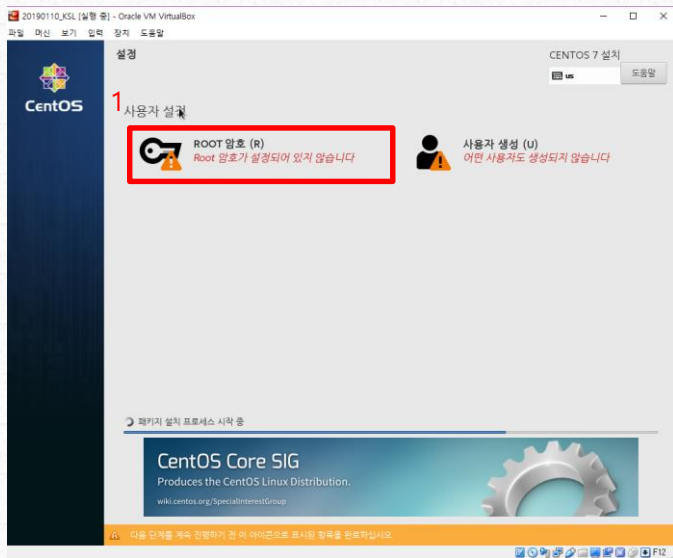 20190110_KSL [실행 중] - Oracle VM VirtualBox
파일 머신 보기 입력 장치 도움말
설정
CENTOS 7 설치
us
도움말
CentOS
1
사용자 설정
ROOT 암호 (R)
Root 암호가 설정되어 있지 않습니다
사용자 생성 (U)
어떤 사용자도 생성되지 않습니다
패키지 설치 프로세스 시작 중
CentOS Core SIG
Produces the CentOS Linux Distribution.
wiki.centos.org/SpecialInterestGroup
다음 단계를 계속 진행하기 전 이 아이콘으로 표시된 항목을 완료하십시오.
F12